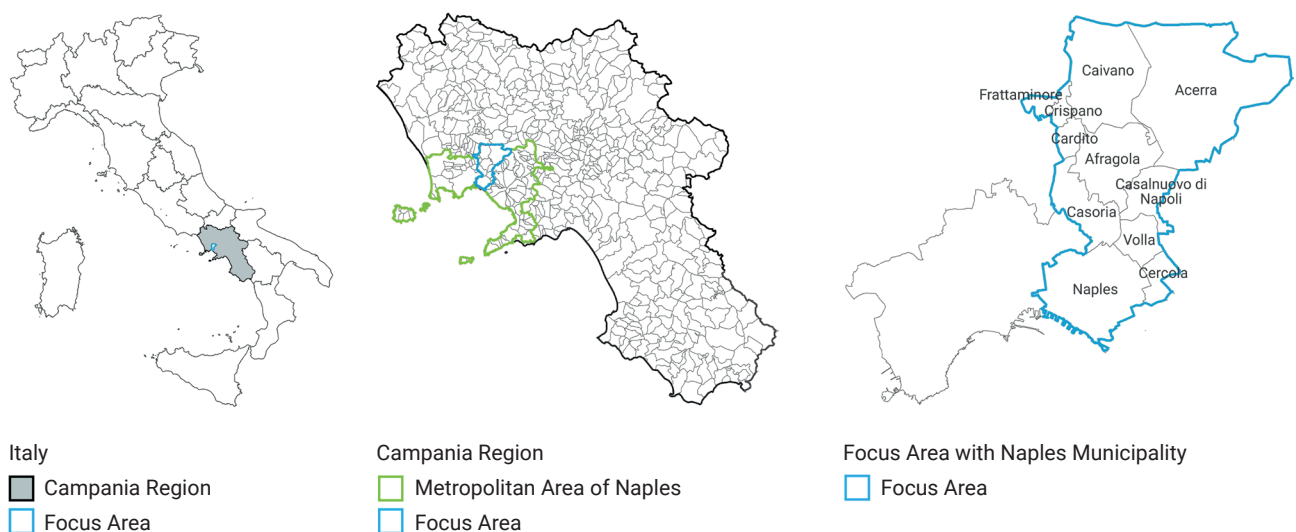 Caivano
Acerra
Frattaminore
Crispano
Cardito
Afragola
Casalnuovo di
Napoli
Casoria
Volla
Cercola
Naples
Italy
Campania Region
Focus Area
Campania Region
Metropolitan Area of Naples
Focus Area
Focus Area with Naples Municipality
Focus Area